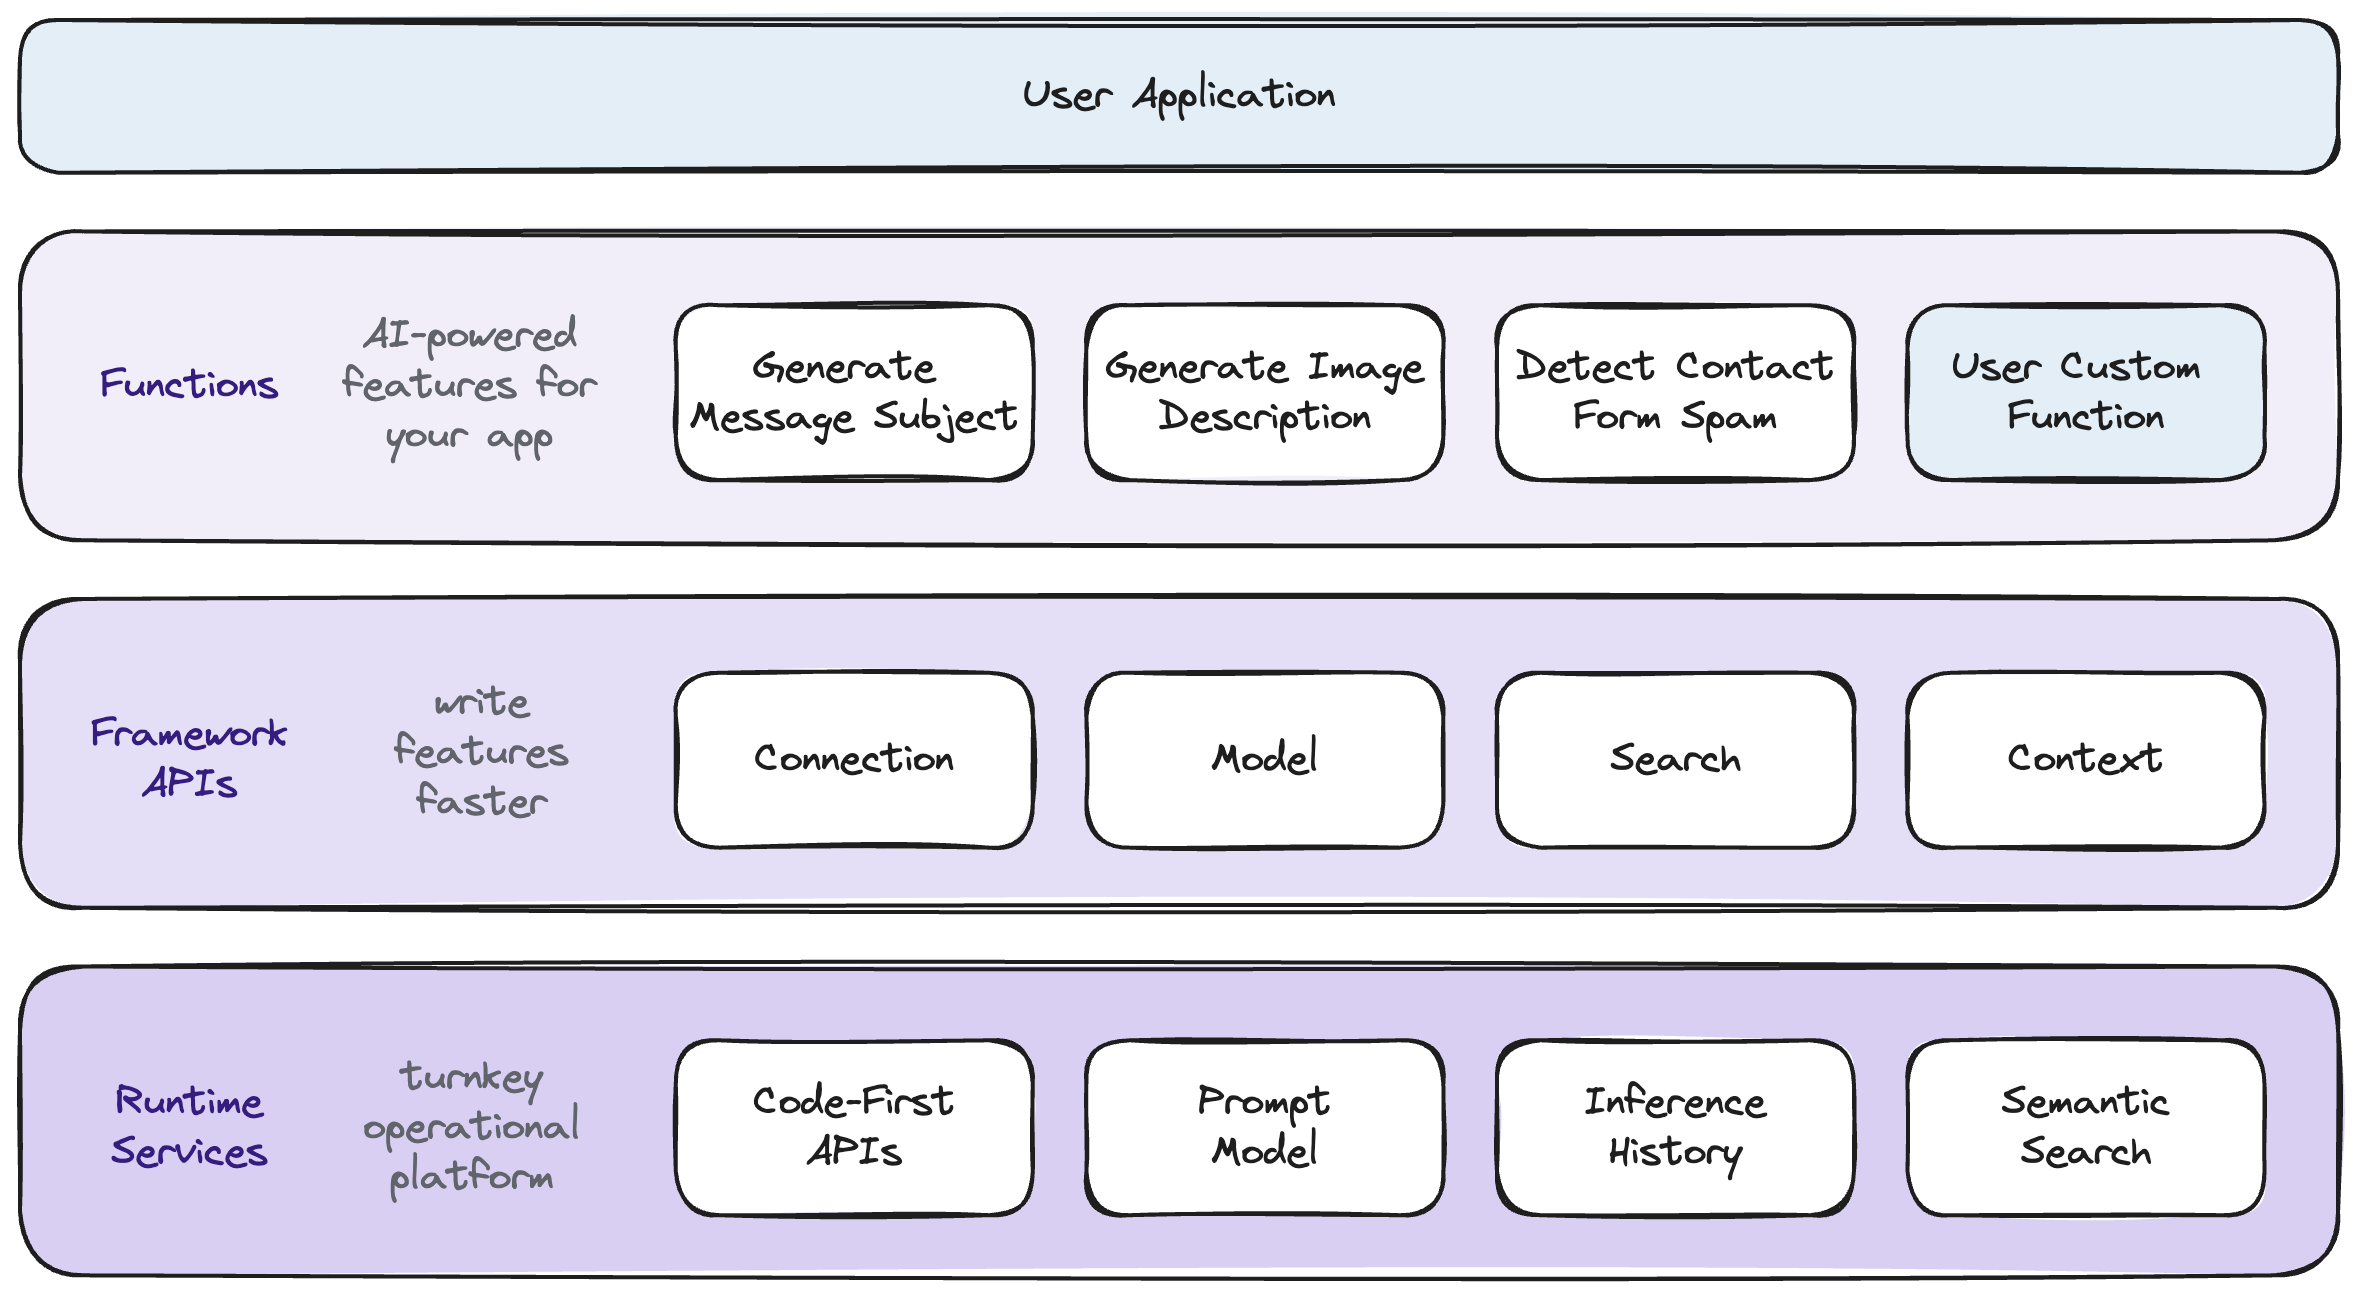 User Application
Functions
AI-powered
features for
your app
Generate
Message Subject
Generate Image
Description
Detect Contact
Form Spam
User Custom
Function
Framework
APIs
write
features
faster
Connection
Model
Search
Context
Runtime
Services
turnkey
operational
platform
Code-First
APIs
Prompt
Model
Inference
History
Semantic
Search